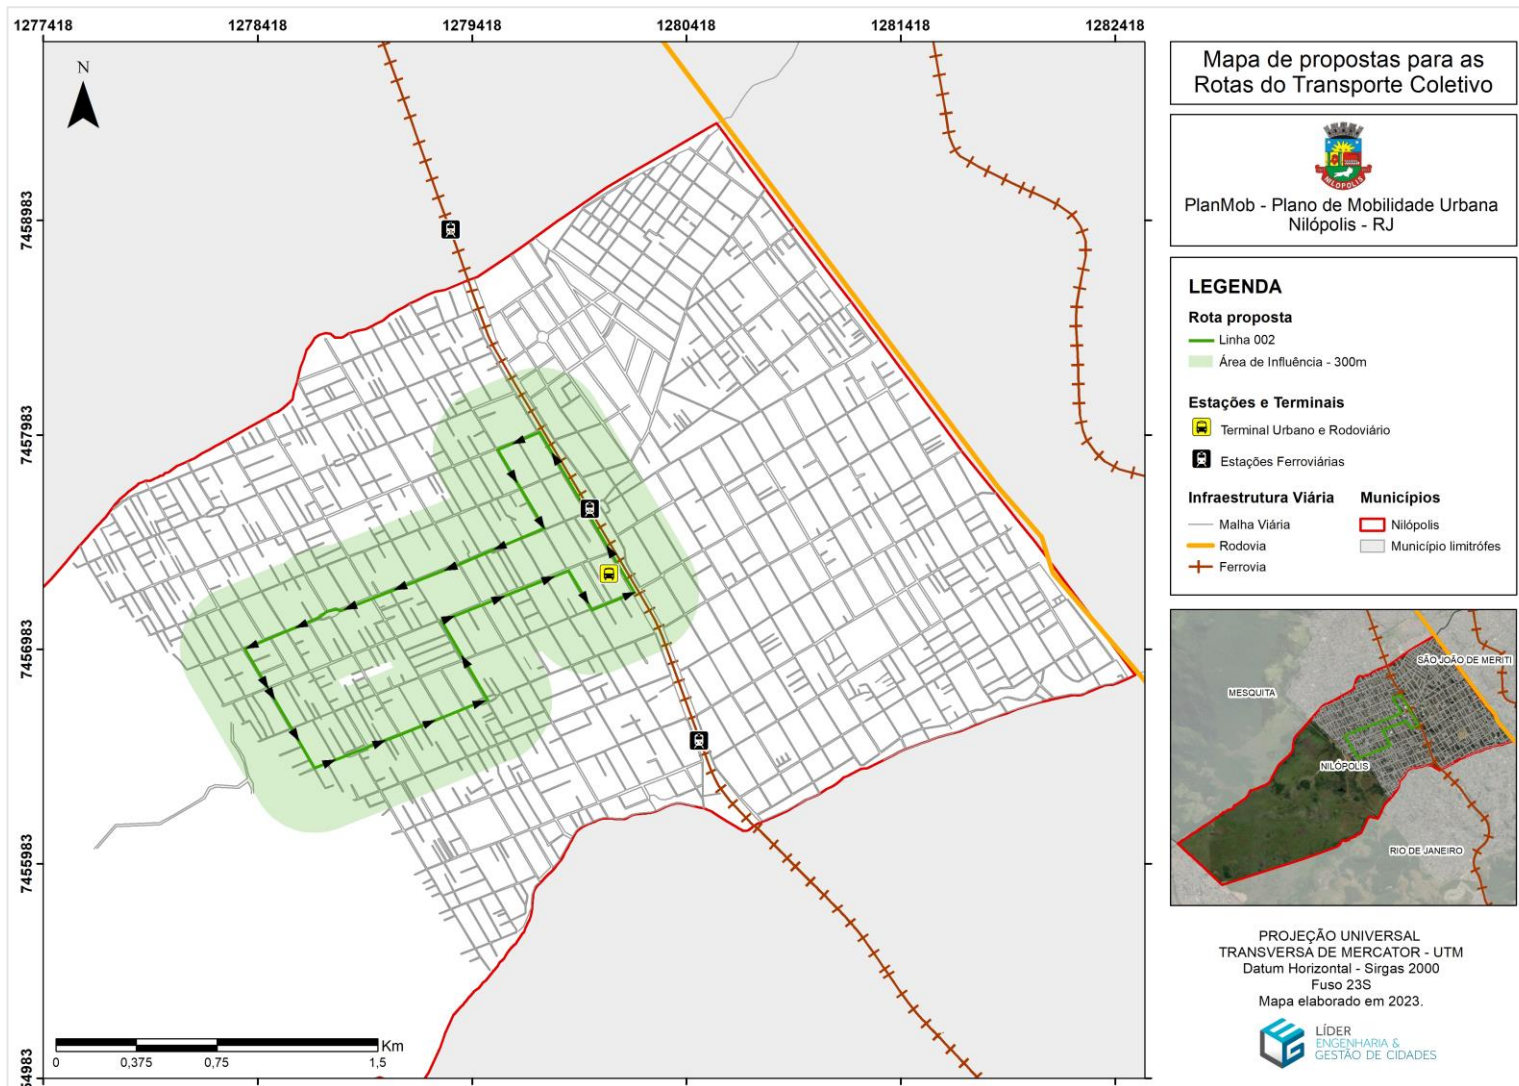 1277418
1278418
1279418
1280418
1281418
1282418
7458983
7457983
7456983
7455983
64983
N
0
0,375
0,75
1,5
Km
Mapa de propostas para as
Rotas do Transporte Coletivo
NILÓPOLIS
PlanMob - Plano de Mobilidade Urbana
Nilópolis - RJ
LEGENDA
Rota proposta
Linha 002
Área de Influência - 300m
Estações e Terminais
Terminal Urbano e Rodoviário
Estações Ferroviárias
Infraestrutura Viária
Malha Viária
Rodovia
Ferrovia
Municípios
Nilópolis
Município limitrófes
SÃO JOÃO DE MERITI
MESQUITA
NILÓPOLIS
RIO DE JANEIRO
PROJEÇÃO UNIVERSAL
TRANSVERSA DE MERCATOR - UTM
Datum Horizontal - Sirgas 2000
Fuso 23S
Mapa elaborado em 2023.
LÍDER
ENGENHARIA &
GESTÃO DE CIDADES